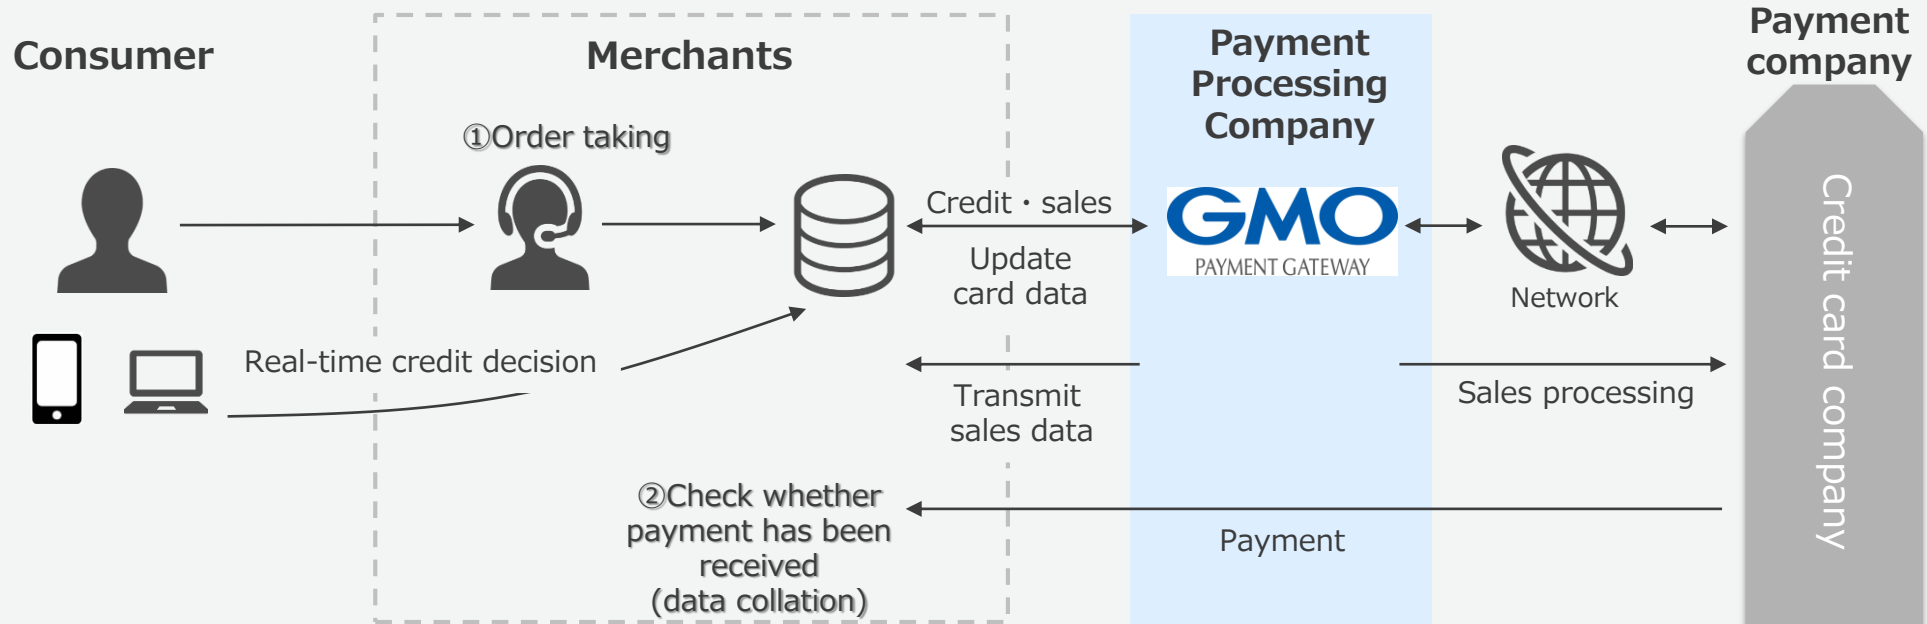 Consumer
Merchants
Payment
Processing
Company
Payment
company
①Order taking
Credit・sales
Update
card data
GMO
PAYMENT GATEWAY
Network
Real-time credit decision
Transmit
sales data
Sales processing
②Check whether
payment has been
received
(data collation)
Payment
Credit card company